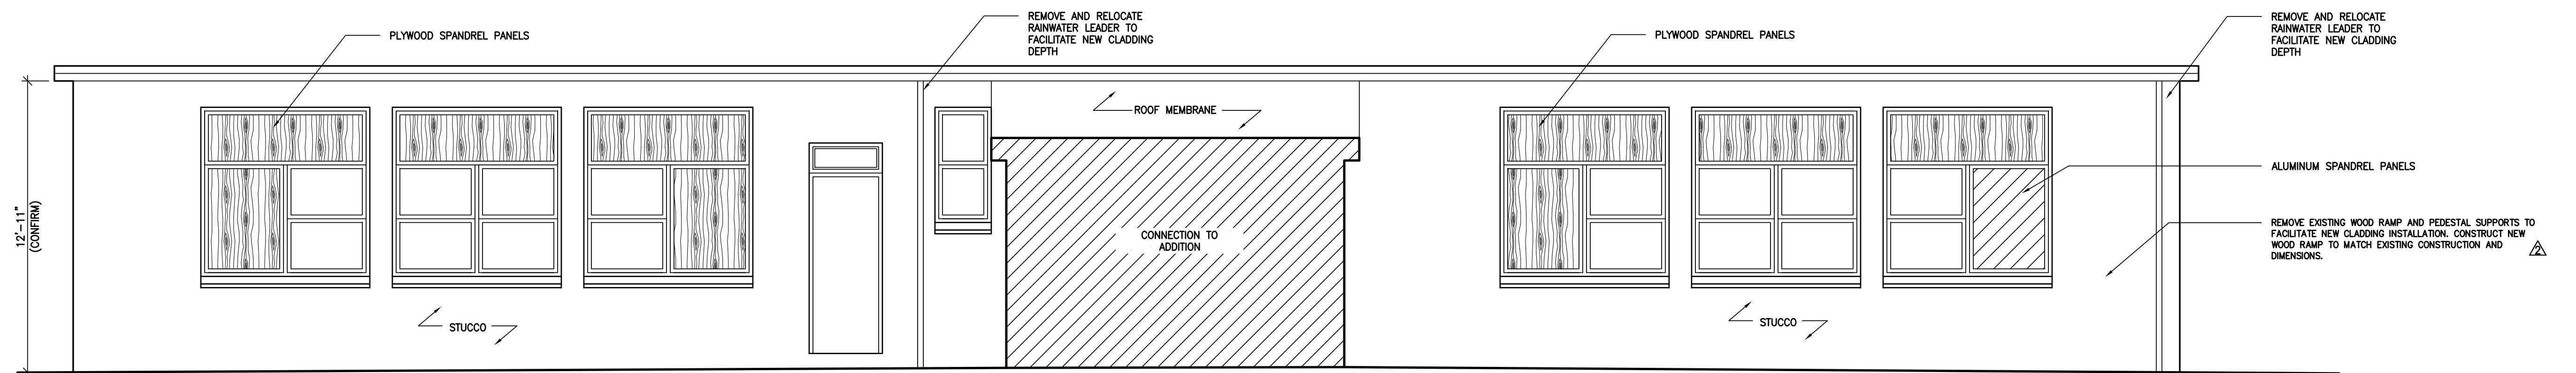 PLYWOOD SPANDREL PANELS
REMOVE AND RELOCATE
RAINWATER LEADER TO
FACILITATE NEW CLADDING
DEPTH
PLYWOOD SPANDREL PANELS
REMOVE AND RELOCATE
RAINWATER LEADER TO
FACILITATE NEW CLADDING
DEPTH
ROOF MEMBRANE
ALUMINUM SPANDREL PANELS
12'-11"
(CONFIRM)
CONNECTION TO
ADDITION
REMOVE EXISTING WOOD RAMP AND PEDESTAL SUPPORTS TO
FACILITATE NEW CLADDING INSTALLATION. CONSTRUCT NEW
WOOD RAMP TO MATCH EXISTING CONSTRUCTION AND
DIMENSIONS.
2
STUCCO
STUCCO